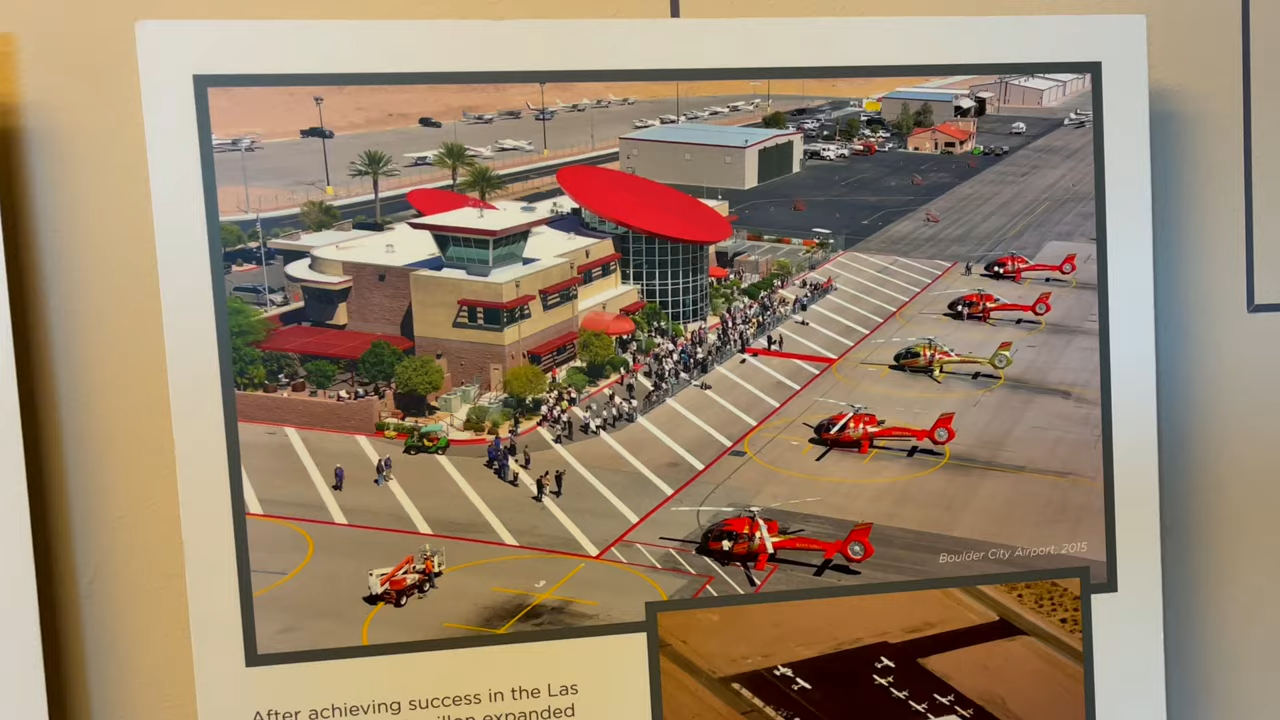 Boulder City Airport, 2015
After achieving success in the Las
expanded